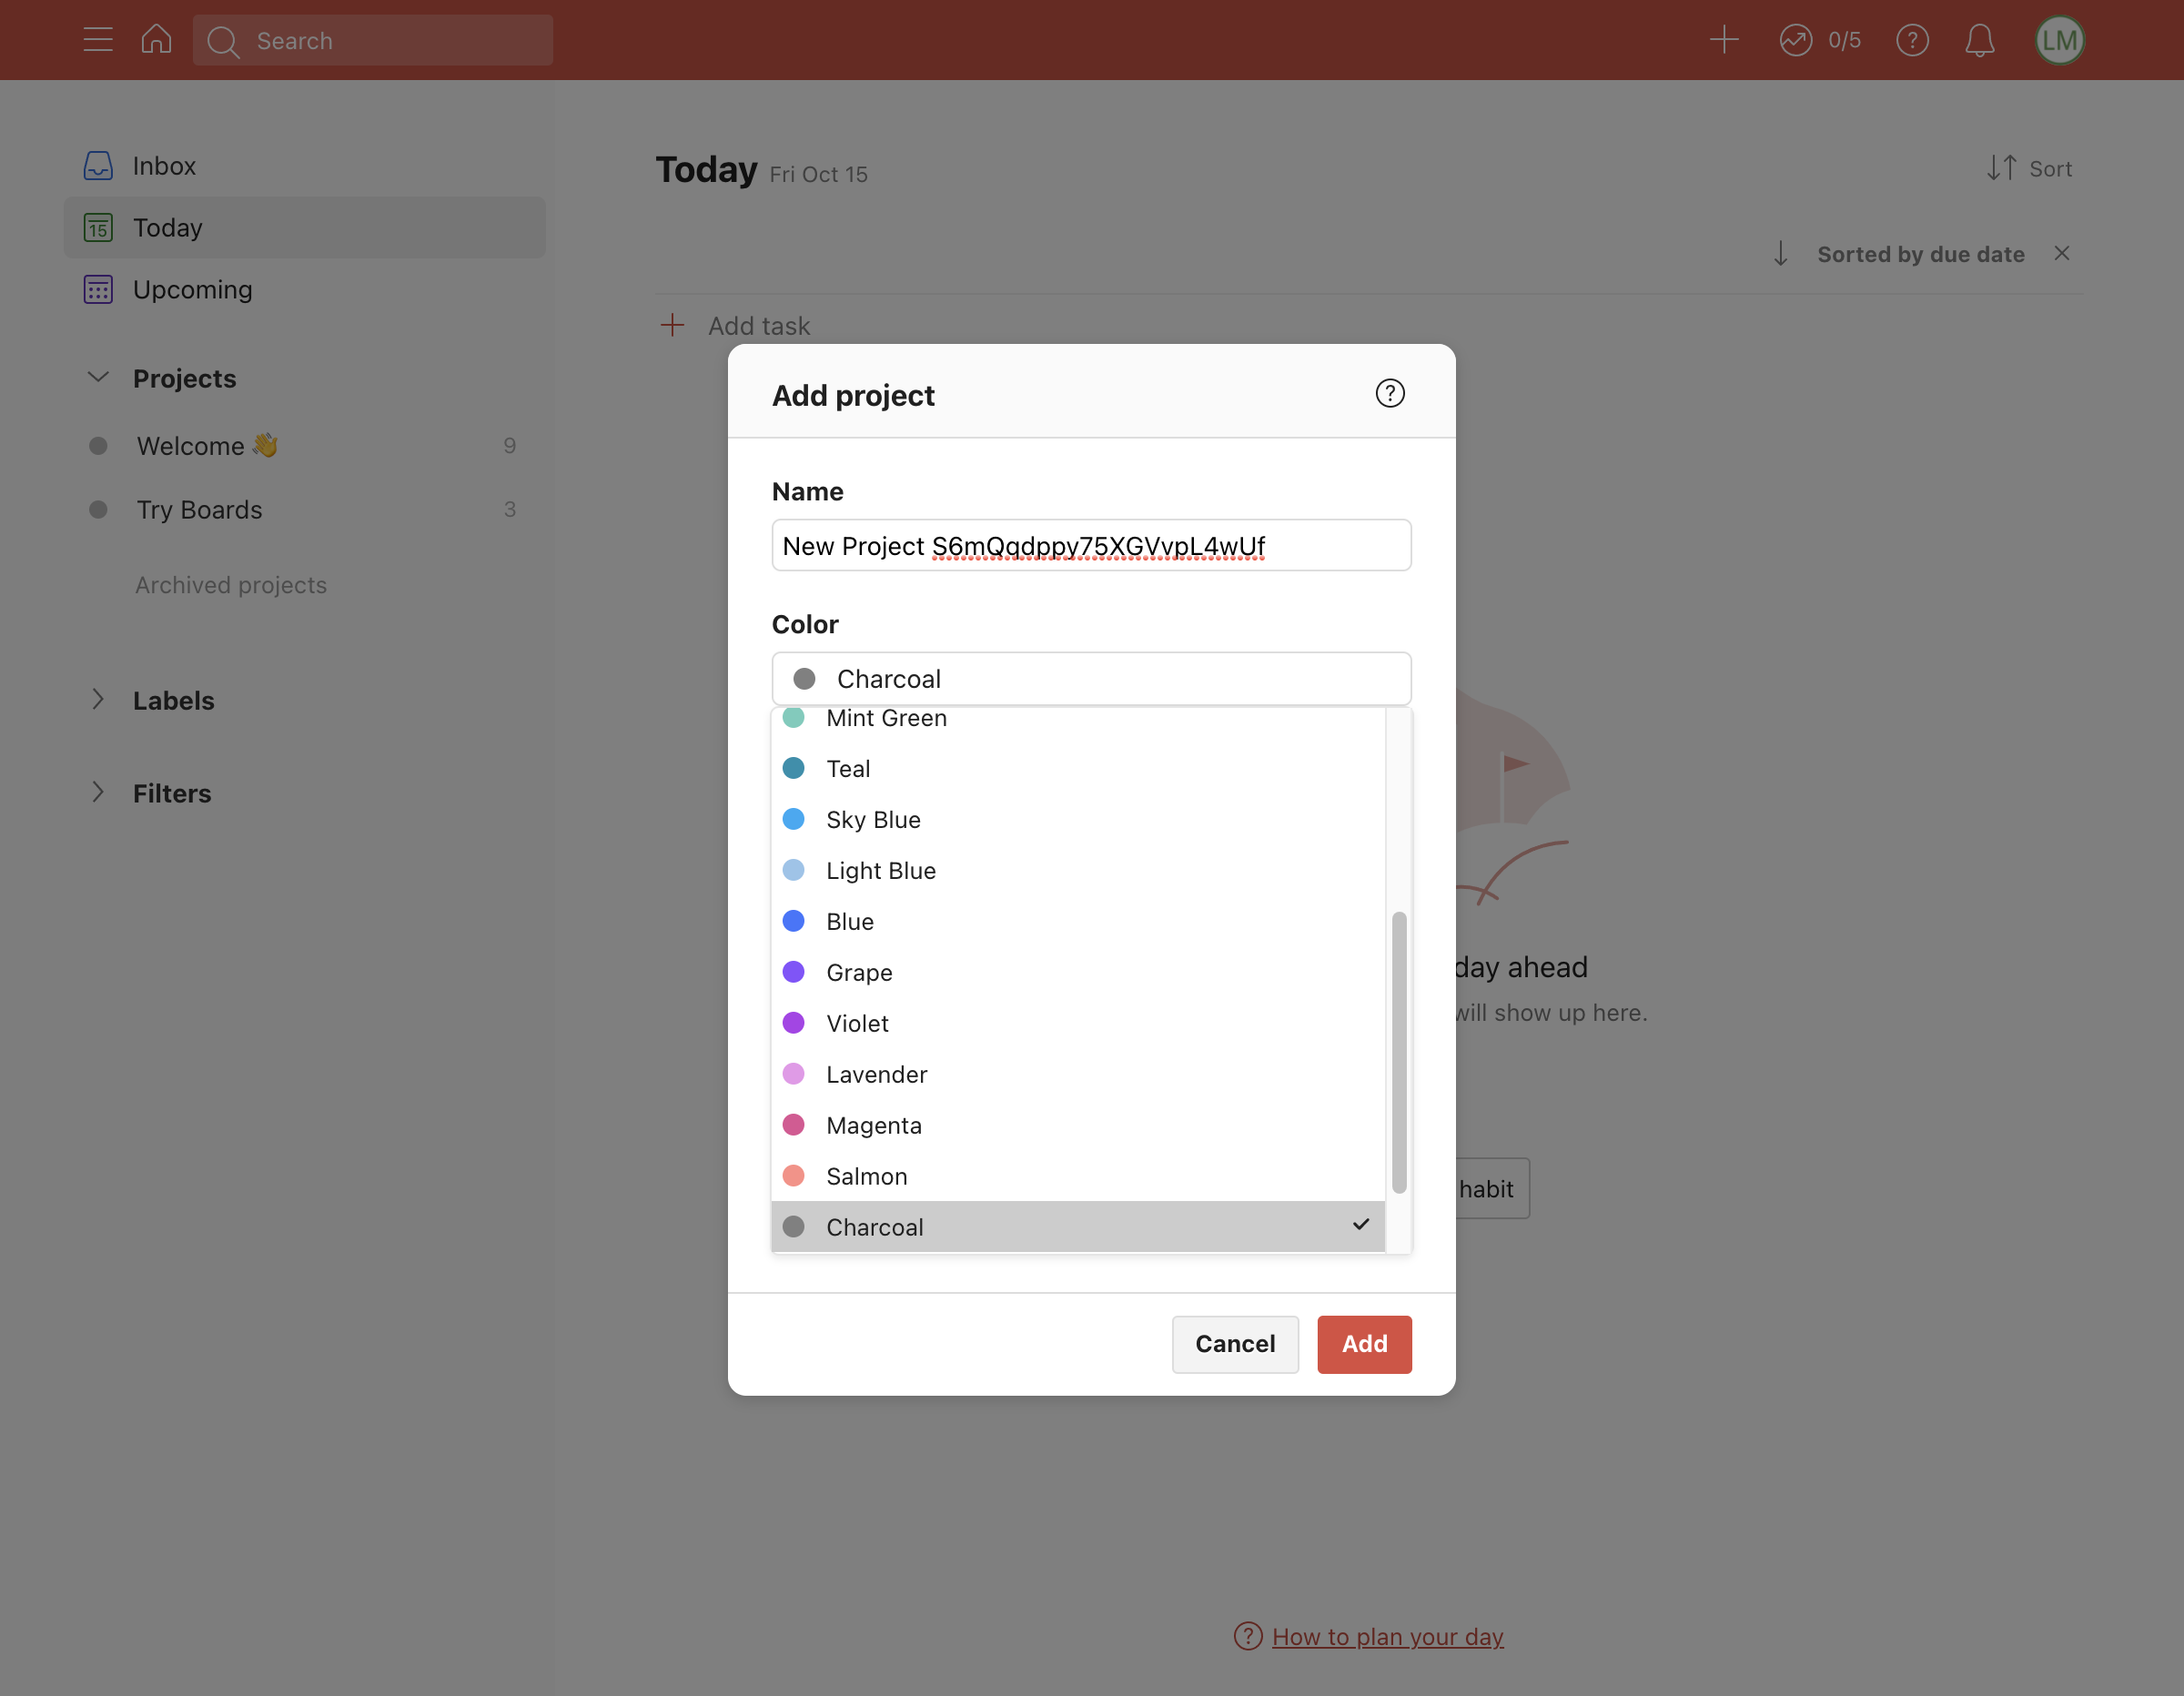 Search
0/5
LM
Inbox
15
Today
Upcoming
Projects
Welcome 👋 9
Try Boards 3
Archived projects
Labels
Filters
Today Fri Oct 15
Sort
Sorted by due date
Add task
Add project
Name
New Project S6mQqdppy75XGVvpL4wUf
Color
Charcoal
Mint Green
Teal
Sky Blue
Light Blue
Blue
Grape
Violet
Lavender
Magenta
Salmon
Charcoal
Cancel
Add
day ahead
will show up here.
habit
How to plan your day